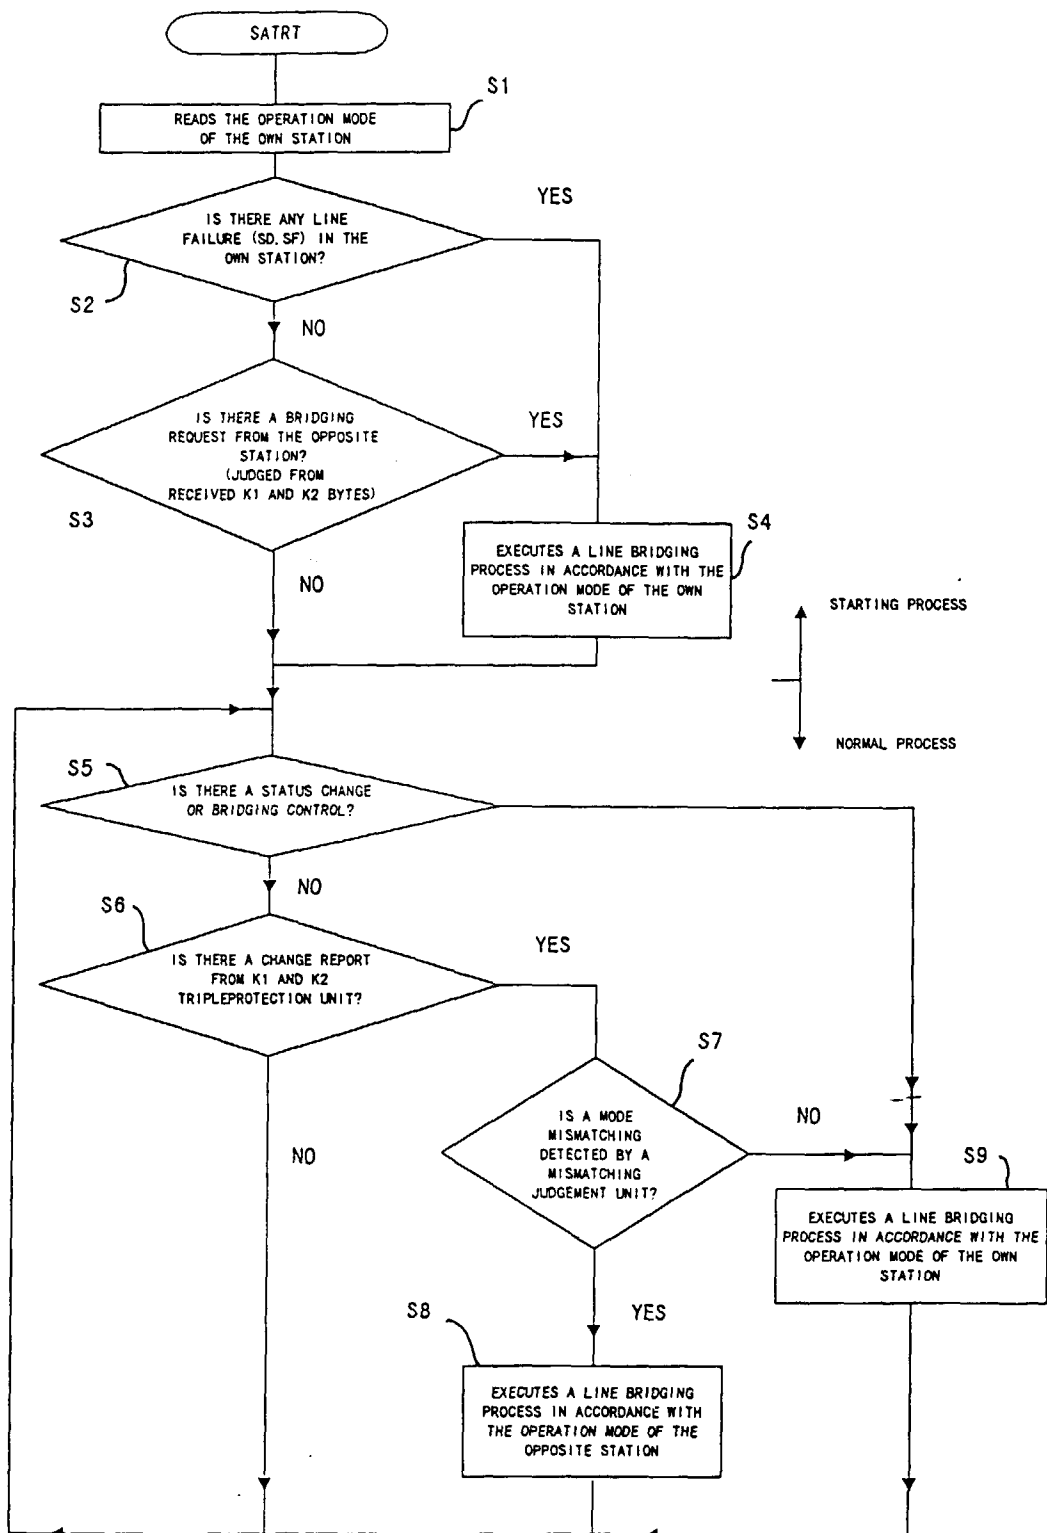 SATRT
S1
READS THE OPERATION MODE
OF THE OWN STATION
YES
IS THERE ANY LINE
FAILURE (SD.SF) IN THE
OWN STATION?
S2
NO
IS THERE A BRIDGING
REQUEST FROM THE OPPOSITE
STATION?
(JUDGED FROM
RECEIVED K1 AND K2 BYTES)
YES
S3
S4
EXECUTES A LINE BRIDGING
PROCESS IN ACCORDANCE WITH THE
OPERATION MODE OF THE OWN
STATION
NO
STARTING PROCESS
NORMAL PROCESS
S5
IS THERE A STATUS CHANGE
OR BRIDGING CONTROL?
NO
S6
YES
IS THERE A CHANGE REPORT
FROM K1 AND K2
TRIPLEPROTECTION UNIT?
S7
IS A MODE
MISMATCHING
DETECTED BY A
MISMATCHING
JUDGEMENT UNIT?
NO
NO
S9
EXECUTES A LINE BRIDGING
PROCESS IN ACCORDANCE WITH THE
OPERATION MODE OF THE OWN
STATION
S8
YES
EXECUTES A LINE BRIDGING
PROCESS IN ACCORDANCE WITH
THE OPERATION MODE OF THE
OPPOSITE STATION